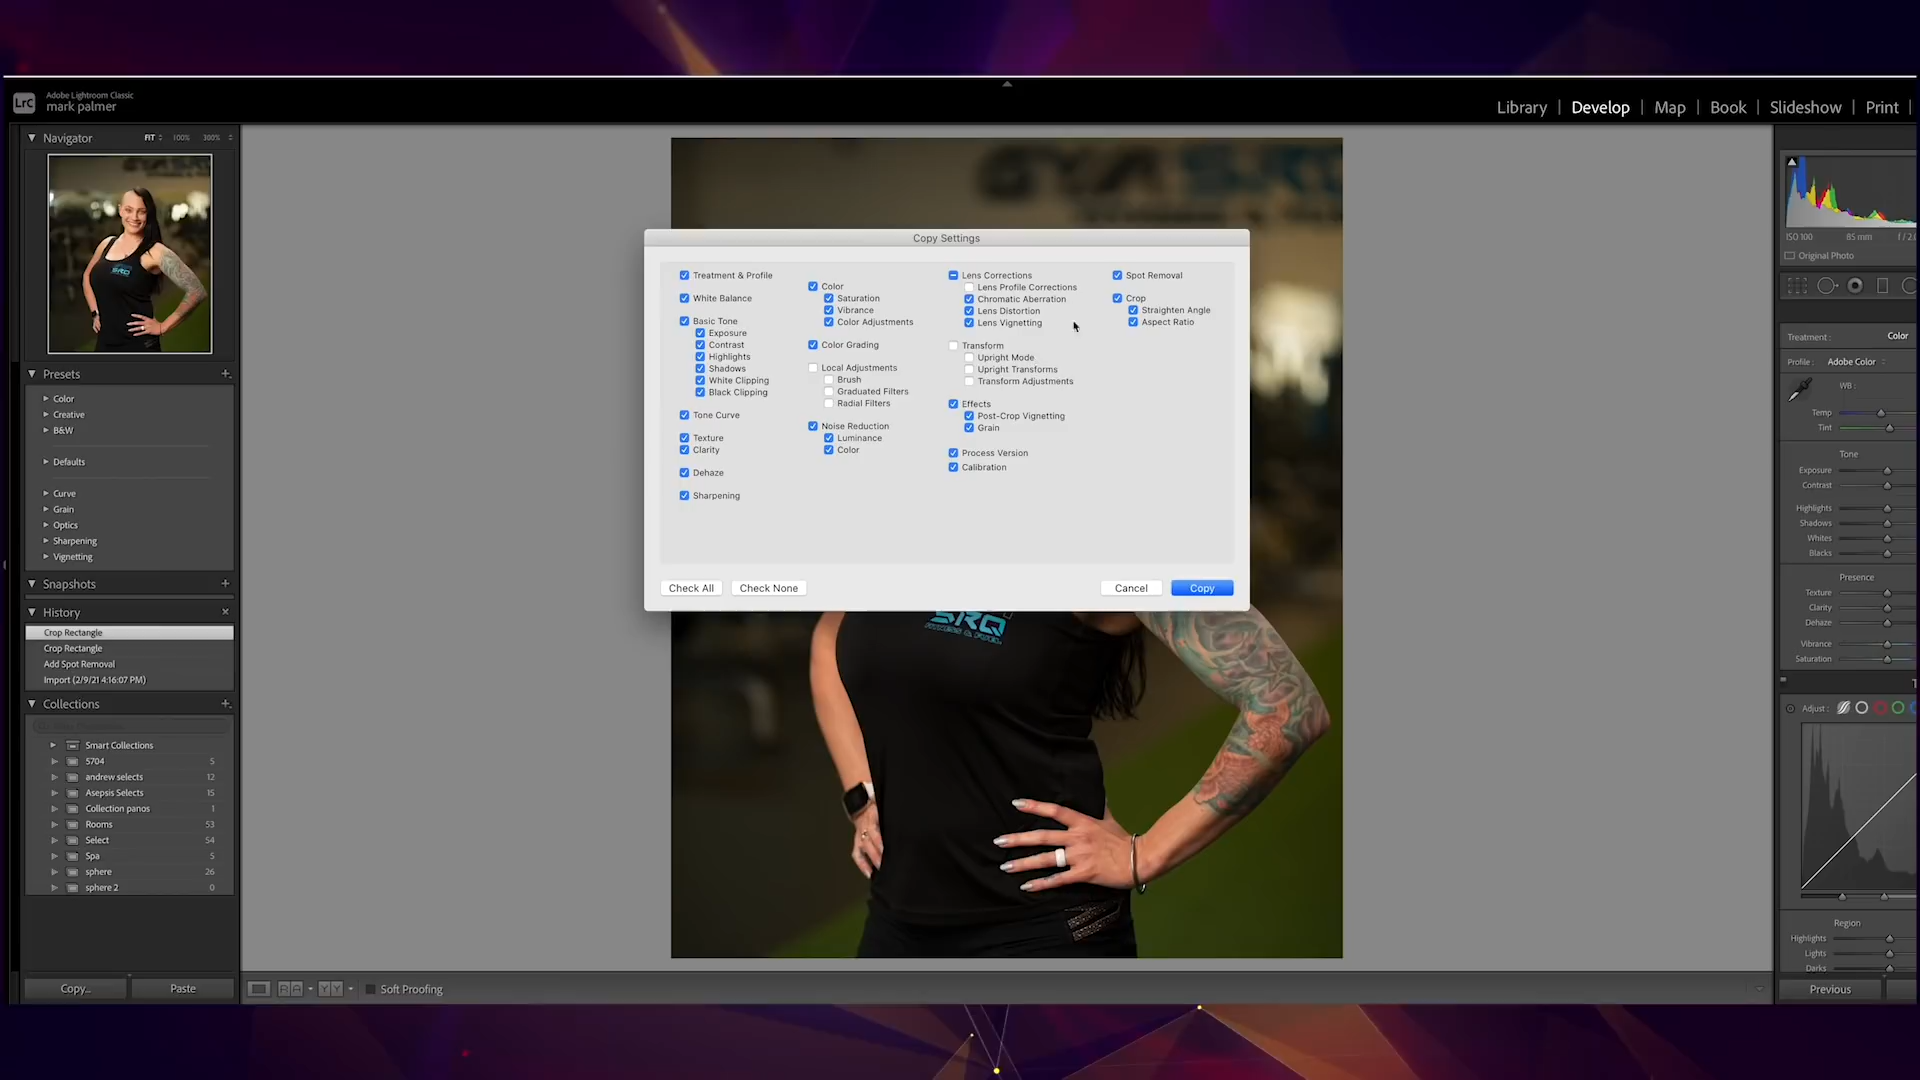 Adobe Lightroom Classic
LrC
mark palmer
Library | Develop | Map | Book | Slideshow | Print |
Navigator
FIT
100%
300%
Presets
Color
Creative
B&W
Defaults
Curve
Grain
Optics
Sharpening
Vignetting
Snapshots
History
Crop Rectangle
Crop Rectangle
Add Spot Removal
Import (2/9/21 4:16:07 PM)
Collections
Smart Collections
5704 5
andrew selects 12
Asepsis Selects 15
Collection panos 1
Rooms 53
Select 54
Spa 5
sphere 26
sphere 2 0
Copy...
Paste
Copy Settings
Treatment & Profile
White Balance
Basic Tone
Exposure
Contrast
Highlights
Shadows
White Clipping
Black Clipping
Tone Curve
Texture
Clarity
Dehaze
Sharpening
Color
Saturation
Vibrance
Color Adjustments
Color Grading
Local Adjustments
Brush
Graduated Filters
Radial Filters
Noise Reduction
Luminance
Color
Lens Corrections
Lens Profile Corrections
Chromatic Aberration
Lens Distortion
Lens Vignetting
Transform
Upright Mode
Upright Transforms
Transform Adjustments
Effects
Post-Crop Vignetting
Grain
Process Version
Calibration
Spot Removal
Crop
Straighten Angle
Aspect Ratio
Check All
Check None
Cancel
Copy
SRQ
FITNESS & FUEL
Soft Proofing
ISO 100
85 mm
Original Photo
Treatment :
Color
Profile :
Adobe Color
WB :
Temp
Tint
Tone
Exposure
Contrast
Highlights
Shadows
Whites
Blacks
Presence
Texture
Clarity
Dehaze
Vibrance
Saturation
Adjust :
Region
Highlights
Lights
Darks
Previous